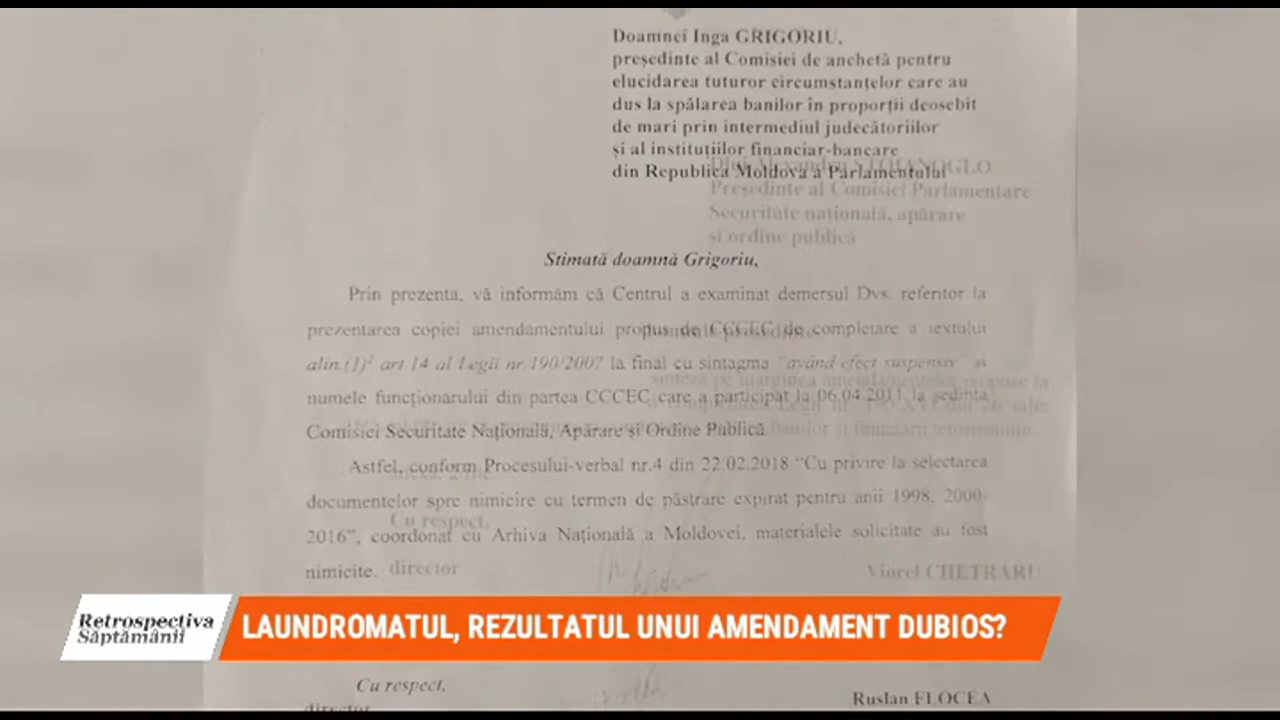 Doamnei Inga GRIGORIU,
președinte al Comisiei de anchetă pentru
elucidarea tuturor circumstanțelor care au
dus la spălarea banilor în proporții deosebit
de mari prin intermediul judecătoriilor
și al instituțiilor financiar-bancare
din Republica Moldova a Parlamentului
Dlui Alexandru STOIANOGLO
Președinte al Comisiei Parlamentare
Securitate națională, apărare
și ordine publică
Stimată doamnă Grigoriu,
Prin prezenta, vă informăm că Centrul a examinat demersul Dvs. referitor la
prezentarea copiei amendamentului propus de CCCEC de completare a textului
alin.(1)² art.14 al Legii nr.190/2007 la final cu sintagma "având efect suspensiv" și
numele funcționarului din partea CCCEC care a participat la 06.04.2011 la ședința
Comisiei Securitate Națională, Apărare și Ordine Publică.
Astfel, conform Procesului-verbal nr.4 din 22.02.2018 "Cu privire la selectarea
documentelor spre nimicire cu termen de păstrare expirat pentru anii 1998, 2000-
2016", coordonat cu Arhiva Națională a Moldovei, materialele solicitate au fost
nimicite.
Cu respect,
director Viorel CHETRARU
Retrospectiva
Săptămânii
LAUNDROMATUL, REZULTATUL UNUI AMENDAMENT DUBIOS?
Cu respect,
director Ruslan FLOCEA